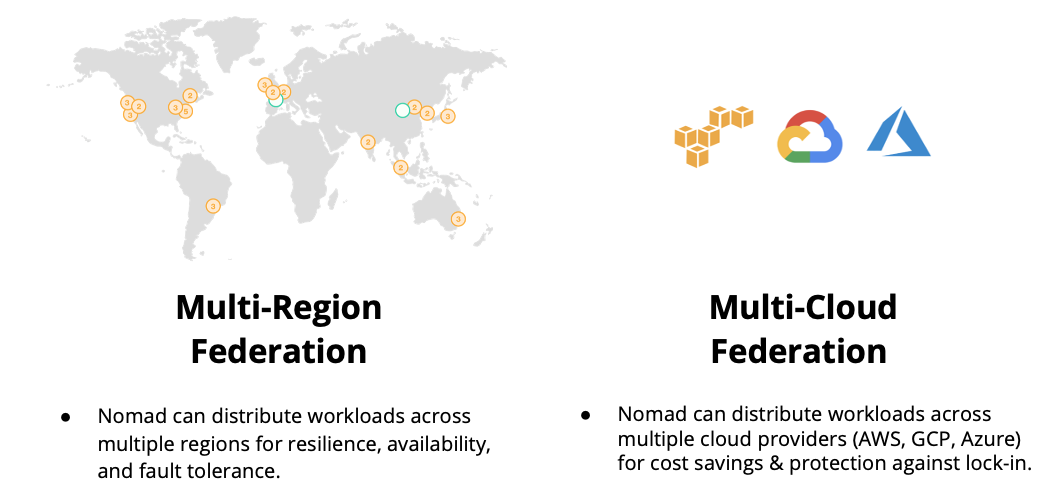 3
2
2
2
3
2
3
3
5
3
2
2
3
2
2
3
3
Multi-Region
Federation
● Nomad can distribute workloads across
multiple regions for resilience, availability,
and fault tolerance.
Multi-Cloud
Federation
● Nomad can distribute workloads across
multiple cloud providers (AWS, GCP, Azure)
for cost savings & protection against lock-in.